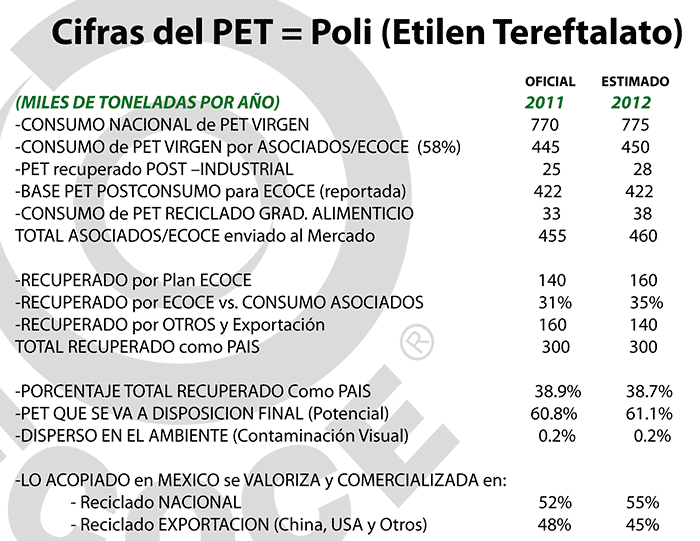 Cifras del PET = Poli (Etilen Tereftalato)
OFICIAL ESTIMADO
(MILES DE TONELADAS POR AÑO) 2011 2012
-CONSUMO NACIONAL de PET VIRGEN 770 775
-CONSUMO de PET VIRGEN por ASOCIADOS/ECOCE (58%) 445 450
-PET recuperado POST –INDUSTRIAL 25 28
-BASE PET POSTCONSUMO para ECOCE (reportada) 422 422
-CONSUMO de PET RECICLADO GRAD. ALIMENTICIO 33 38
TOTAL ASOCIADOS/ECOCE enviado al Mercado 455 460
-RECUPERADO por Plan ECOCE 140 160
-RECUPERADO por ECOCE vs. CONSUMO ASOCIADOS 31% 35%
-RECUPERADO por OTROS y Exportación 160 140
TOTAL RECUPERADO como PAIS 300 300
®
-PORCENTAJE TOTAL RECUPERADO Como PAIS 38.9% 38.7%
-PET QUE SE VA A DISPOSICION FINAL (Potencial) 60.8% 61.1%
-DISPERSO EN EL AMBIENTE (Contaminación Visual) 0.2% 0.2%
-LO ACOPIADO en MEXICO se VALORIZA y COMERCIALIZADA en:
- Reciclado NACIONAL 52% 55%
- Reciclado EXPORTACION (China, USA y Otros) 48% 45%
ECOCE